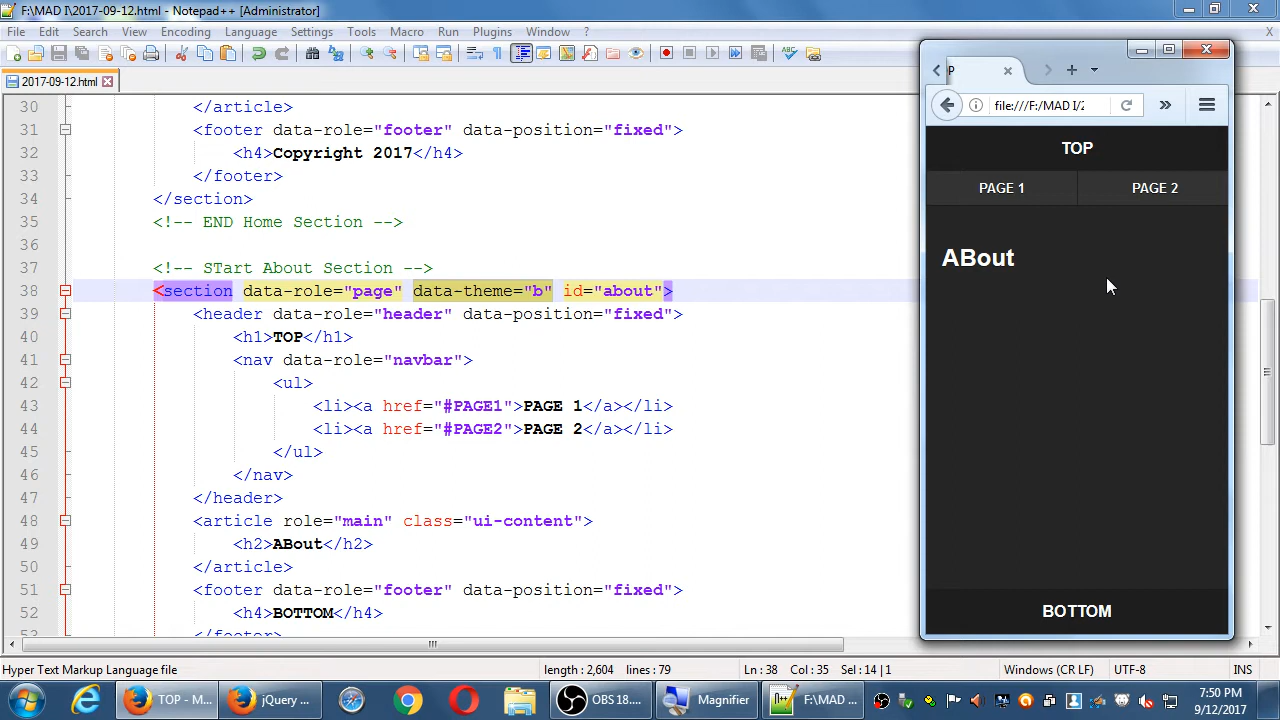 F:\MAD I\2017-09-12.html - Notepad++ [Administrator]
File Edit Search View Encoding Language Settings Tools Macro Run Plugins Window ? X
2017-09-12.html
30 </article>
31 <footer data-role="footer" data-position="fixed">
32 <h4>Copyright 2017</h4>
33 </footer>
34 </section>
35 <!-- END Home Section -->
36
37 <!-- STart About Section -->
38 <section data-role="page" data-theme="b" id="about">
39 <header data-role="header" data-position="fixed">
40 <h1>TOP</h1>
41 <nav data-role="navbar">
42 <ul>
43 <li><a href="#PAGE1">PAGE 1</a></li>
44 <li><a href="#PAGE2">PAGE 2</a></li>
45 </ul>
46 </nav>
47 </header>
48 <article role="main" class="ui-content">
49 <h2>ABout</h2>
50 </article>
51 <footer data-role="footer" data-position="fixed">
52 <h4>BOTTOM</h4>
53 </footer>
P
file:///F:/MAD I/2
TOP
PAGE 1 PAGE 2
ABout
BOTTOM
Hyper Text Markup Language file length : 2,604 lines : 79 Ln : 38 Col : 35 Sel : 14 | 1 Windows (CR LF) UTF-8 INS
TOP - M... jQuery ... OBS 18.... Magnifier F:\MAD ... 7:50 PM
9/12/2017